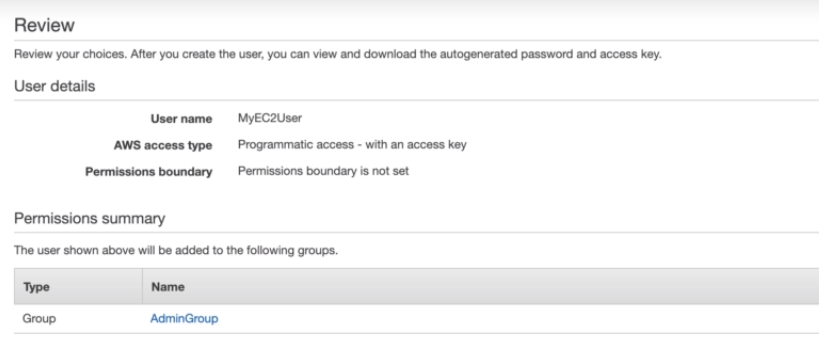 Review
Review your choices. After you create the user, you can view and download the autogenerated password and access key.
User details
User name MyEC2User
AWS access type Programmatic access - with an access key
Permissions boundary Permissions boundary is not set
Permissions summary
The user shown above will be added to the following groups.
Type Name
Group AdminGroup